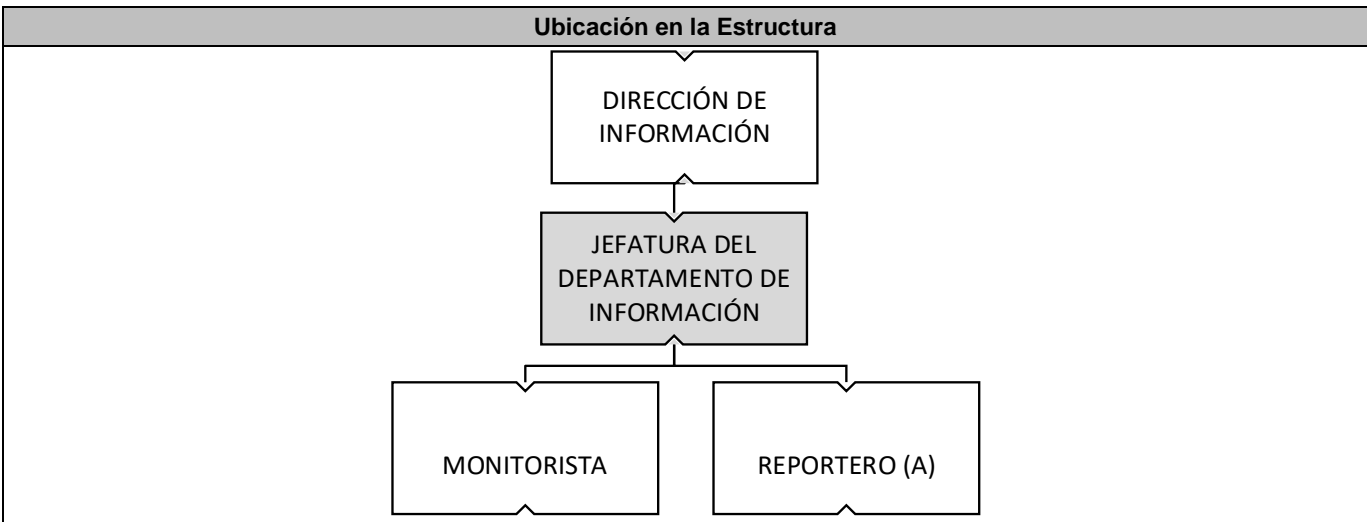 Ubicación en la Estructura
DIRECCIÓN DE
INFORMACIÓN
JEFATURA DEL
DEPARTAMENTO DE
INFORMACIÓN
MONITORISTA
REPORTERO (A)